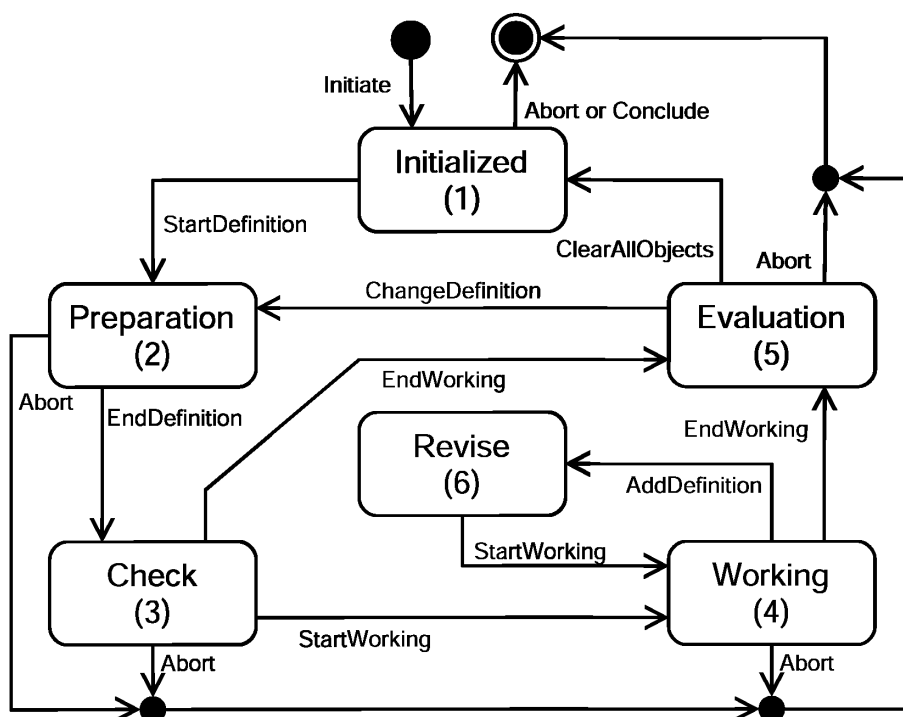 Initiate
Abort or Conclude
Initialized
(1)
StartDefinition
ClearAllObjects
Abort
ChangeDefinition
Preparation
(2)
Evaluation
(5)
Abort
EndDefinition
EndWorking
EndWorking
Revise
(6)
AddDefinition
StartWorking
Check
(3)
Working
(4)
StartWorking
Abort
Abort